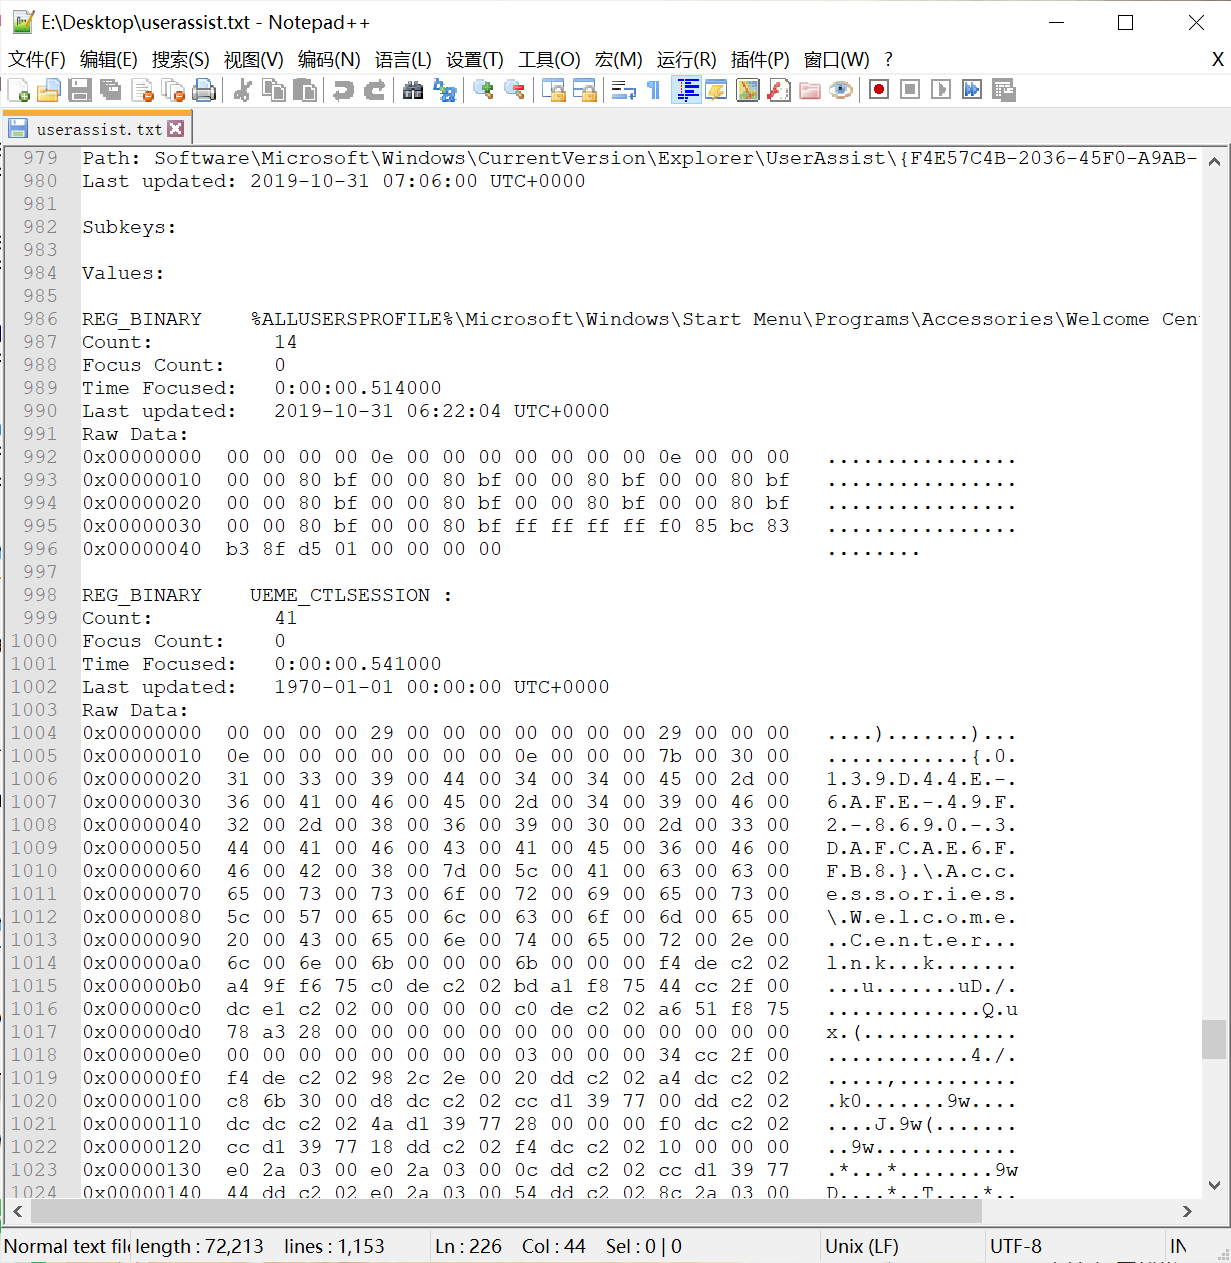 E:\Desktop\userassist.txt - Notepad++
文件(F) 编辑(E) 搜索(S) 视图(V) 编码(N) 语言(L) 设置(T) 工具(O) 宏(M) 运行(R) 插件(P) 窗口(W) ? X
userassist.txt
979 Path: Software\Microsoft\Windows\CurrentVersion\Explorer\UserAssist\{F4E57C4B-2036-45F0-A9AB-
980 Last updated: 2019-10-31 07:06:00 UTC+0000
981
982 Subkeys:
983
984 Values:
985
986 REG_BINARY    %ALLUSERSPROFILE%\Microsoft\Windows\Start Menu\Programs\Accessories\Welcome Cen
987 Count:          14
988 Focus Count:    0
989 Time Focused:   0:00:00.514000
990 Last updated:   2019-10-31 06:22:04 UTC+0000
991 Raw Data:
992 0x00000000  00 00 00 00 0e 00 00 00 00 00 00 00 0e 00 00 00   ................
993 0x00000010  00 00 80 bf 00 00 80 bf 00 00 80 bf 00 00 80 bf   ................
994 0x00000020  00 00 80 bf 00 00 80 bf 00 00 80 bf 00 00 80 bf   ................
995 0x00000030  00 00 80 bf 00 00 80 bf ff ff ff ff f0 85 bc 83   ................
996 0x00000040  b3 8f d5 01 00 00 00 00                           ........
997
998 REG_BINARY    UEME_CTLSESSION :
999 Count:          41
1000 Focus Count:    0
1001 Time Focused:   0:00:00.541000
1002 Last updated:   1970-01-01 00:00:00 UTC+0000
1003 Raw Data:
1004 0x00000000  00 00 00 00 29 00 00 00 00 00 00 00 29 00 00 00   ....).......)...
1005 0x00000010  0e 00 00 00 00 00 00 00 0e 00 00 00 7b 00 30 00   ............{.0.
1006 0x00000020  31 00 33 00 39 00 44 00 34 00 34 00 45 00 2d 00   1.3.9.D.4.4.E.-.
1007 0x00000030  36 00 41 00 46 00 45 00 2d 00 34 00 39 00 46 00   6.A.F.E.-.4.9.F.
1008 0x00000040  32 00 2d 00 38 00 36 00 39 00 30 00 2d 00 33 00   2.-.8.6.9.0.-.3.
1009 0x00000050  44 00 41 00 46 00 43 00 41 00 45 00 36 00 46 00   D.A.F.C.A.E.6.F.
1010 0x00000060  46 00 42 00 38 00 7d 00 5c 00 41 00 63 00 63 00   F.B.8.}.\.A.c.c.
1011 0x00000070  65 00 73 00 73 00 6f 00 72 00 69 00 65 00 73 00   e.s.s.o.r.i.e.s.
1012 0x00000080  5c 00 57 00 65 00 6c 00 63 00 6f 00 6d 00 65 00   \.W.e.l.c.o.m.e.
1013 0x00000090  20 00 43 00 65 00 6e 00 74 00 65 00 72 00 2e 00   ..C.e.n.t.e.r...
1014 0x000000a0  6c 00 6e 00 6b 00 00 00 6b 00 00 00 f4 de c2 02   l.n.k...k.......
1015 0x000000b0  a4 9f f6 75 c0 de c2 02 bd a1 f8 75 44 cc 2f 00   ...u.......uD./.
1016 0x000000c0  dc e1 c2 02 00 00 00 00 c0 de c2 02 a6 51 f8 75   .............Q.u
1017 0x000000d0  78 a3 28 00 00 00 00 00 00 00 00 00 00 00 00 00   x.(.............
1018 0x000000e0  00 00 00 00 00 00 00 00 03 00 00 00 34 cc 2f 00   ............4./.
1019 0x000000f0  f4 de c2 02 98 2c 2e 00 20 dd c2 02 a4 dc c2 02   .....,..........
1020 0x00000100  c8 6b 30 00 d8 dc c2 02 cc d1 39 77 00 dd c2 02   .k0.......9w....
1021 0x00000110  dc dc c2 02 4a d1 39 77 28 00 00 00 f0 dc c2 02   ....J.9w(.......
1022 0x00000120  cc d1 39 77 18 dd c2 02 f4 dc c2 02 10 00 00 00   ..9w............
1023 0x00000130  e0 2a 03 00 e0 2a 03 00 0c dd c2 02 cc d1 39 77   .*...*........9w
1024 0x00000140  44 dd c2 02 e0 2a 03 00 54 dd c2 02 8c 2a 03 00   D....*..T....*..
Normal text file length : 72,213 lines : 1,153 Ln : 226 Col : 44 Sel : 0 | 0 Unix (LF) UTF-8 IN